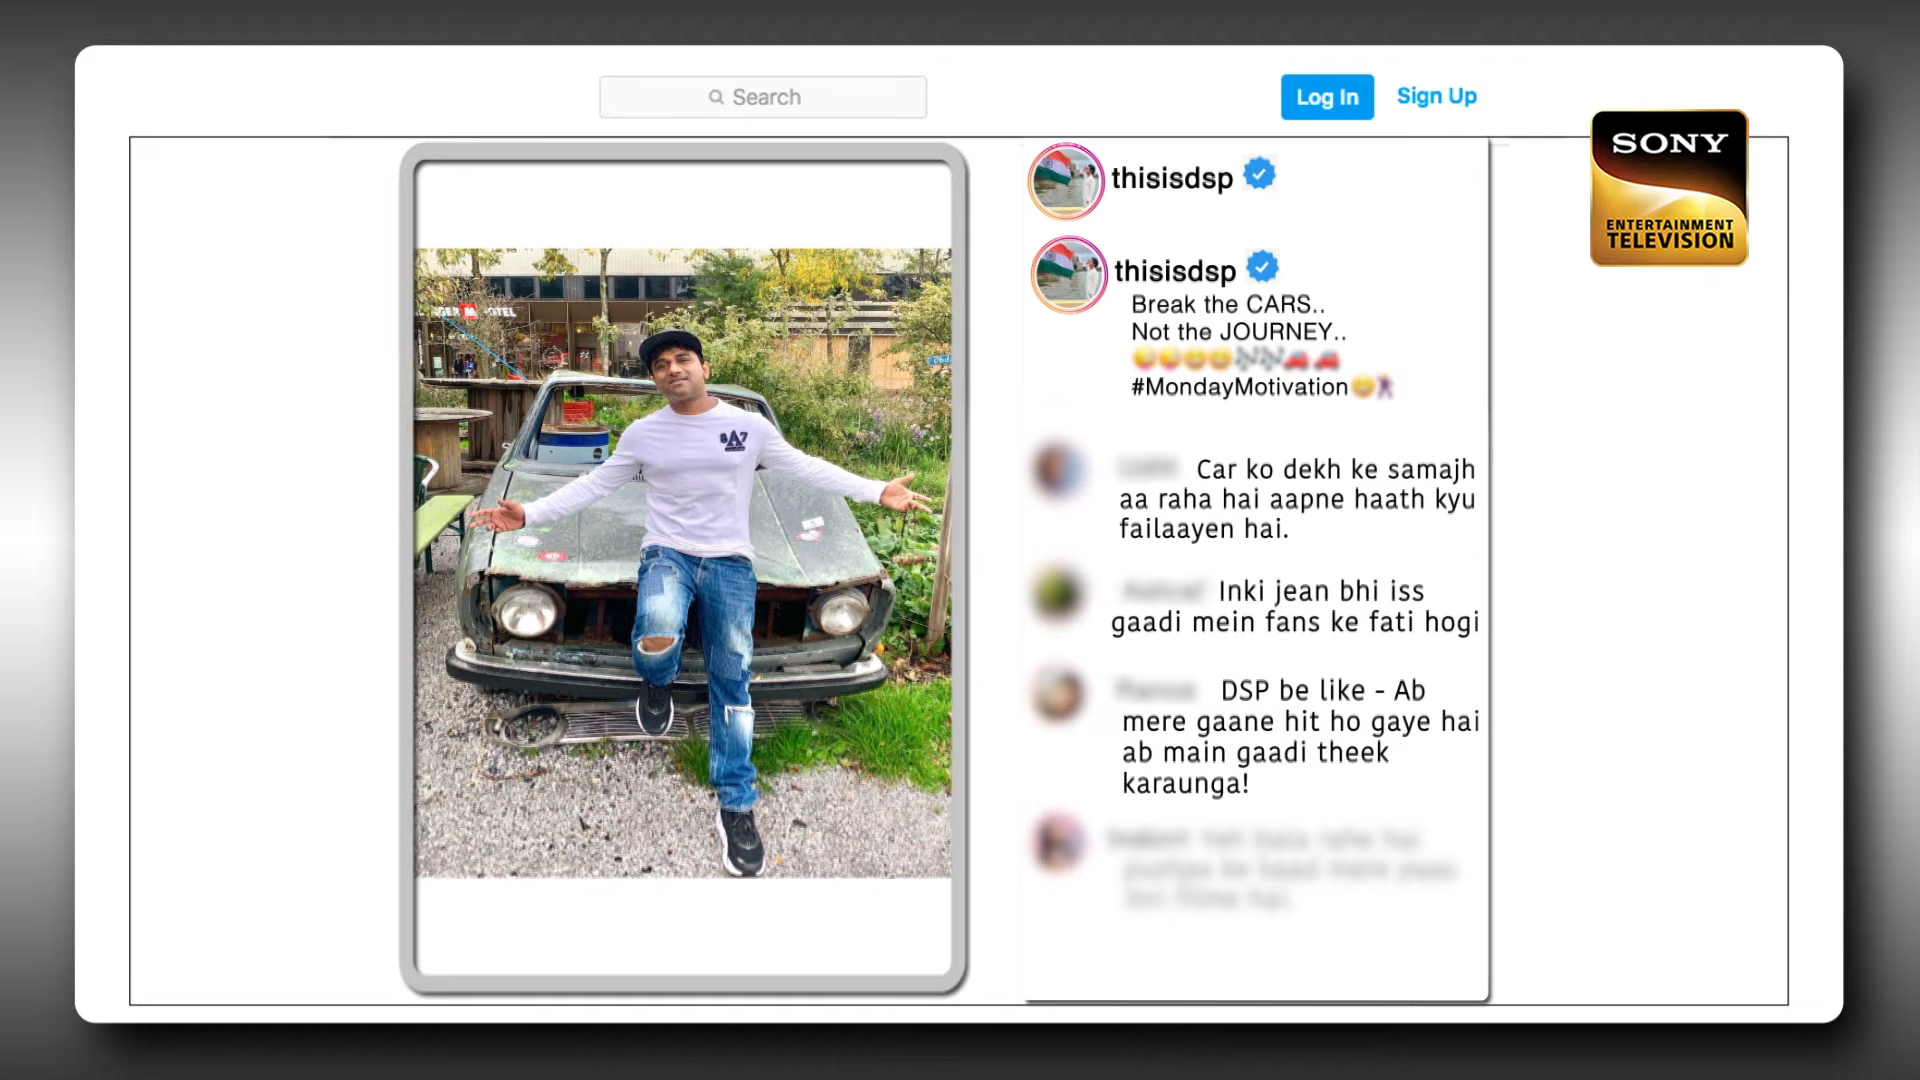 Search
Log In
Sign Up
SONY
ENTERTAINMENT
TELEVISION
thisisdsp
thisisdsp
Break the CARS..
Not the JOURNEY..
#MondayMotivation
Car ko dekh ke samajh
aa raha hai aapne haath kyu
failaayen hai.
Inki jean bhi iss
gaadi mein fans ke fati hogi
DSP be like - Ab
mere gaane hit ho gaye hai
ab main gaadi theek
karaunga!
8A7